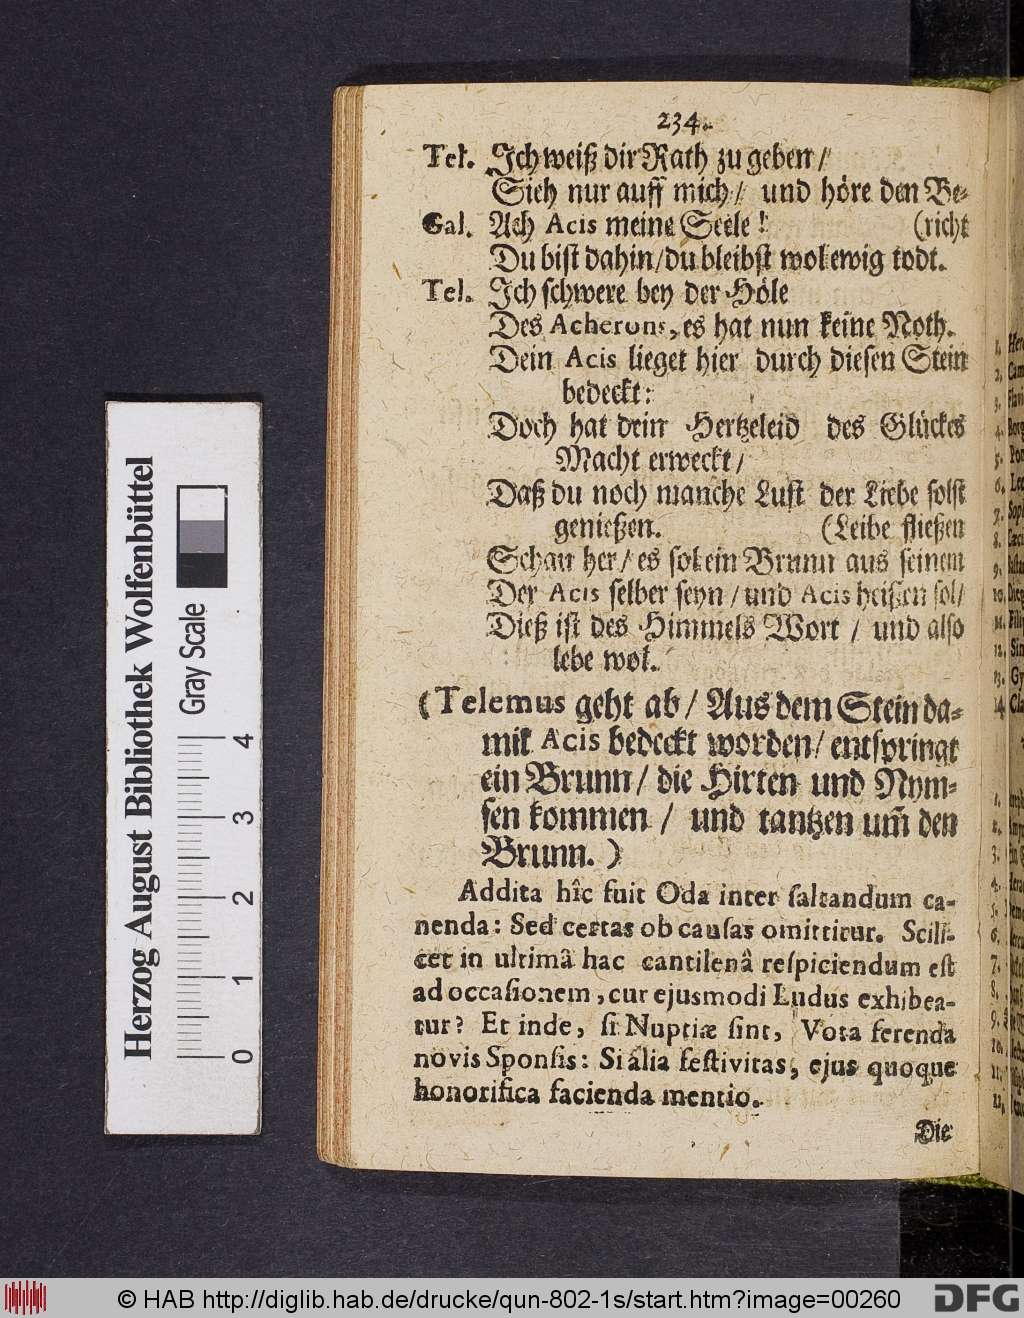 234.
Tel. Ich weiß dir Rath zu geben /
Sieh nur auff mich / und höre den Be-
Gal. Ach Acis meine Seele ! (richt
Du bist dahin / du bleibst wol ewig todt.
Tel. Ich schwere bey der Höle
Des Acherons, es hat nun keine Noth.
Dein Acis lieget hier durch diesen Stein
bedeckt:
Doch hat dein Hertzeleid des Glückes
Macht erweckt /
Daß du noch manche Lust der Liebe solst
genießen. (Leibe fließen
Schau her / es sol ein Brunn aus seinem
Der Acis selber seyn / und Acis heißen sol /
Dieß ist des Himmels Wort / und also
lebe wol.
(Telemus geht ab / Aus dem Stein da-
mit Acis bedeckt worden / entspringt
ein Brunn / die Hirten und Nym-
fen kommen / und tantzen um̃ den
Brunn. )
Addita hîc fuit Oda inter ſaltandum ca-
nenda: Sed certas ob cauſas omittitur. Scili-
cet in ultimâ hac cantilenâ reſpiciendum eſt
ad occaſionem, cur ejusmodi Ludus exhibea-
tur? Et inde, ſi Nuptiæ ſint, Vota ferenda
novis Sponſis: Si alia feſtivitas, ejus quoque
honorifica facienda mentio.
Die
Herzog August Bibliothek Wolfenbüttel
Gray Scale
0 1 2 3 4
© HAB http://diglib.hab.de/drucke/qun-802-1s/start.htm?image=00260
DFG